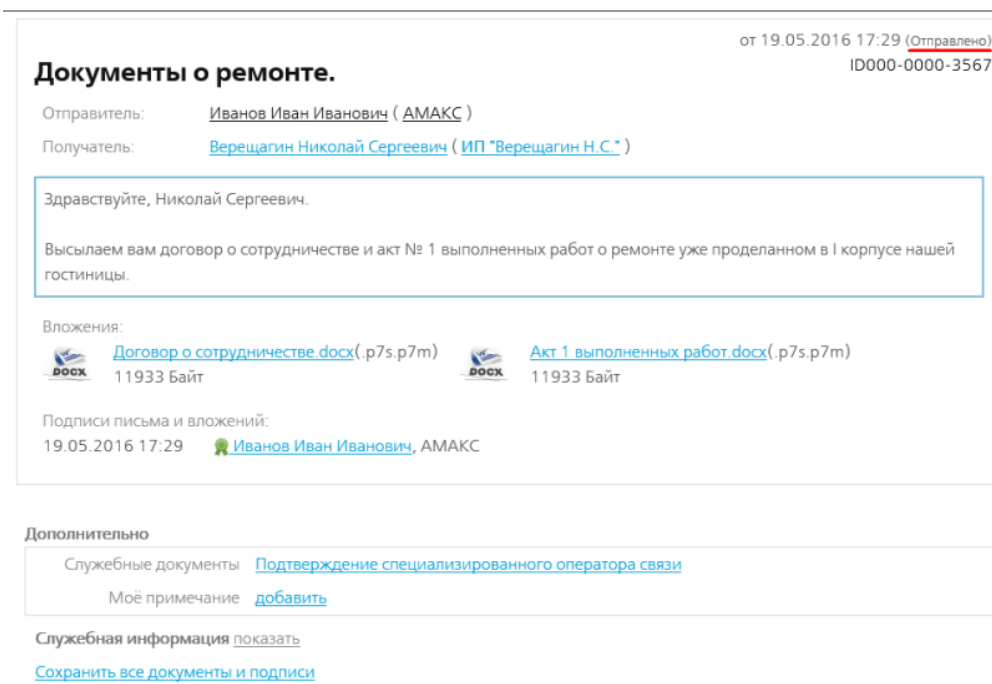 от 19.05.2016 17:29 (Отправлено)
Документы о ремонте.
ID000-0000-3567
Отправитель: Иванов Иван Иванович ( АМАКС )
Получатель: Верещагин Николай Сергеевич ( ИП "Верещагин Н.С." )
Здравствуйте, Николай Сергеевич.
Высылаем вам договор о сотрудничестве и акт № 1 выполненных работ о ремонте уже проделанном в I корпусе нашей
гостиницы.
Вложения:
DOCX Договор о сотрудничестве.docx(.p7s.p7m) DOCX Акт 1 выполненных работ.docx(.p7s.p7m)
11933 Байт 11933 Байт
Подписи письма и вложений:
19.05.2016 17:29 Иванов Иван Иванович, АМАКС
Дополнительно
Служебные документы Подтверждение специализированного оператора связи
Моё примечание добавить
Служебная информация показать
Сохранить все документы и подписи